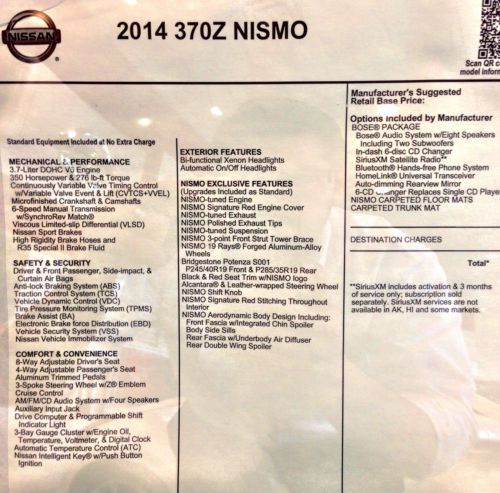 NISSAN
2014 370Z NISMO
Scan QR
model
Standard Equipment Included at No Extra Charge
MECHANICAL & PERFORMANCE
3.7-Liter DOHC V6 Engine
350 Horsepower & 276 lb-ft Torque
Continuously Variable Valve Timing Control
w/Variable Valve Event & Lift (CVTCS+VVEL)
Microfinished Crankshaft & Camshafts
6-Speed Manual Transmission
w/SynchroRev Match®
Viscous Limited-slip Differential (VLSD)
Nissan Sport Brakes
High Rigidity Brake Hoses and
R35 Special II Brake Fluid
SAFETY & SECURITY
Driver & Front Passenger, Side-impact, &
Curtain Air Bags
Anti-lock Braking System (ABS)
Traction Control System (TCS)
Vehicle Dynamic Control (VDC)
Tire Pressure Monitoring System (TPMS)
Brake Assist (BA)
Electronic Brake force Distribution (EBD)
Vehicle Security System (VSS)
Nissan Vehicle Immobilizer System
COMFORT & CONVENIENCE
8-Way Adjustable Driver's Seat
4-Way Adjustable Passenger's Seat
Aluminum Trimmed Pedals
3-Spoke Steering Wheel w/Z® Emblem
Cruise Control
AM/FM/CD Audio System w/Four Speakers
Auxiliary Input Jack
Drive Computer & Programmable Shift
Indicator Light
3-Bay Gauge Cluster w/Engine Oil,
Temperature, Voltmeter, & Digital Clock
Automatic Temperature Control (ATC)
Nissan Intelligent Key® w/Push Button
Ignition
EXTERIOR FEATURES
Bi-functional Xenon Headlights
Automatic On/Off Headlights
NISMO EXCLUSIVE FEATURES
(Upgrades Included as Standard)
NISMO-tuned Engine
NISMO Signature Red Engine Cover
NISMO-tuned Exhaust
NISMO Polished Exhaust Tips
NISMO-tuned Suspension
NISMO 3-point Front Strut Tower Brace
NISMO 19 Rays® Forged Aluminum-Alloy
Wheels
Bridgestone Potenza S001
P245/40R19 Front & P285/35R19 Rear
Black & Red Seat Trim w/NISMO logo
Alcantara® & Leather-wrapped Steering Wheel
NISMO Shift Knob
NISMO Signature Red Stitching Throughout
Interior
NISMO Aerodynamic Body Design Including:
Front Fascia w/Integrated Chin Spoiler
Body Side Sills
Rear Fascia w/Underbody Air Diffuser
Rear Double Wing Spoiler
Manufacturer's Suggested
Retail Base Price:
Options included by Manufacturer
BOSE® PACKAGE
Bose® Audio System w/Eight Speakers
Including Two Subwoofers
In-dash 6-disc CD Changer
SiriusXM Satellite Radio**
Bluetooth® Hands-free Phone System
HomeLink® Universal Transceiver
Auto-dimming Rearview Mirror
6-CD Changer Replaces Single CD Player
NISMO CARPETED FLOOR MATS
CARPETED TRUNK MAT
DESTINATION CHARGES
Total*
**SiriusXM includes activation & 3 months
of service only; subscription sold
separately. SiriusXM services are not
available in AK, HI and some markets.